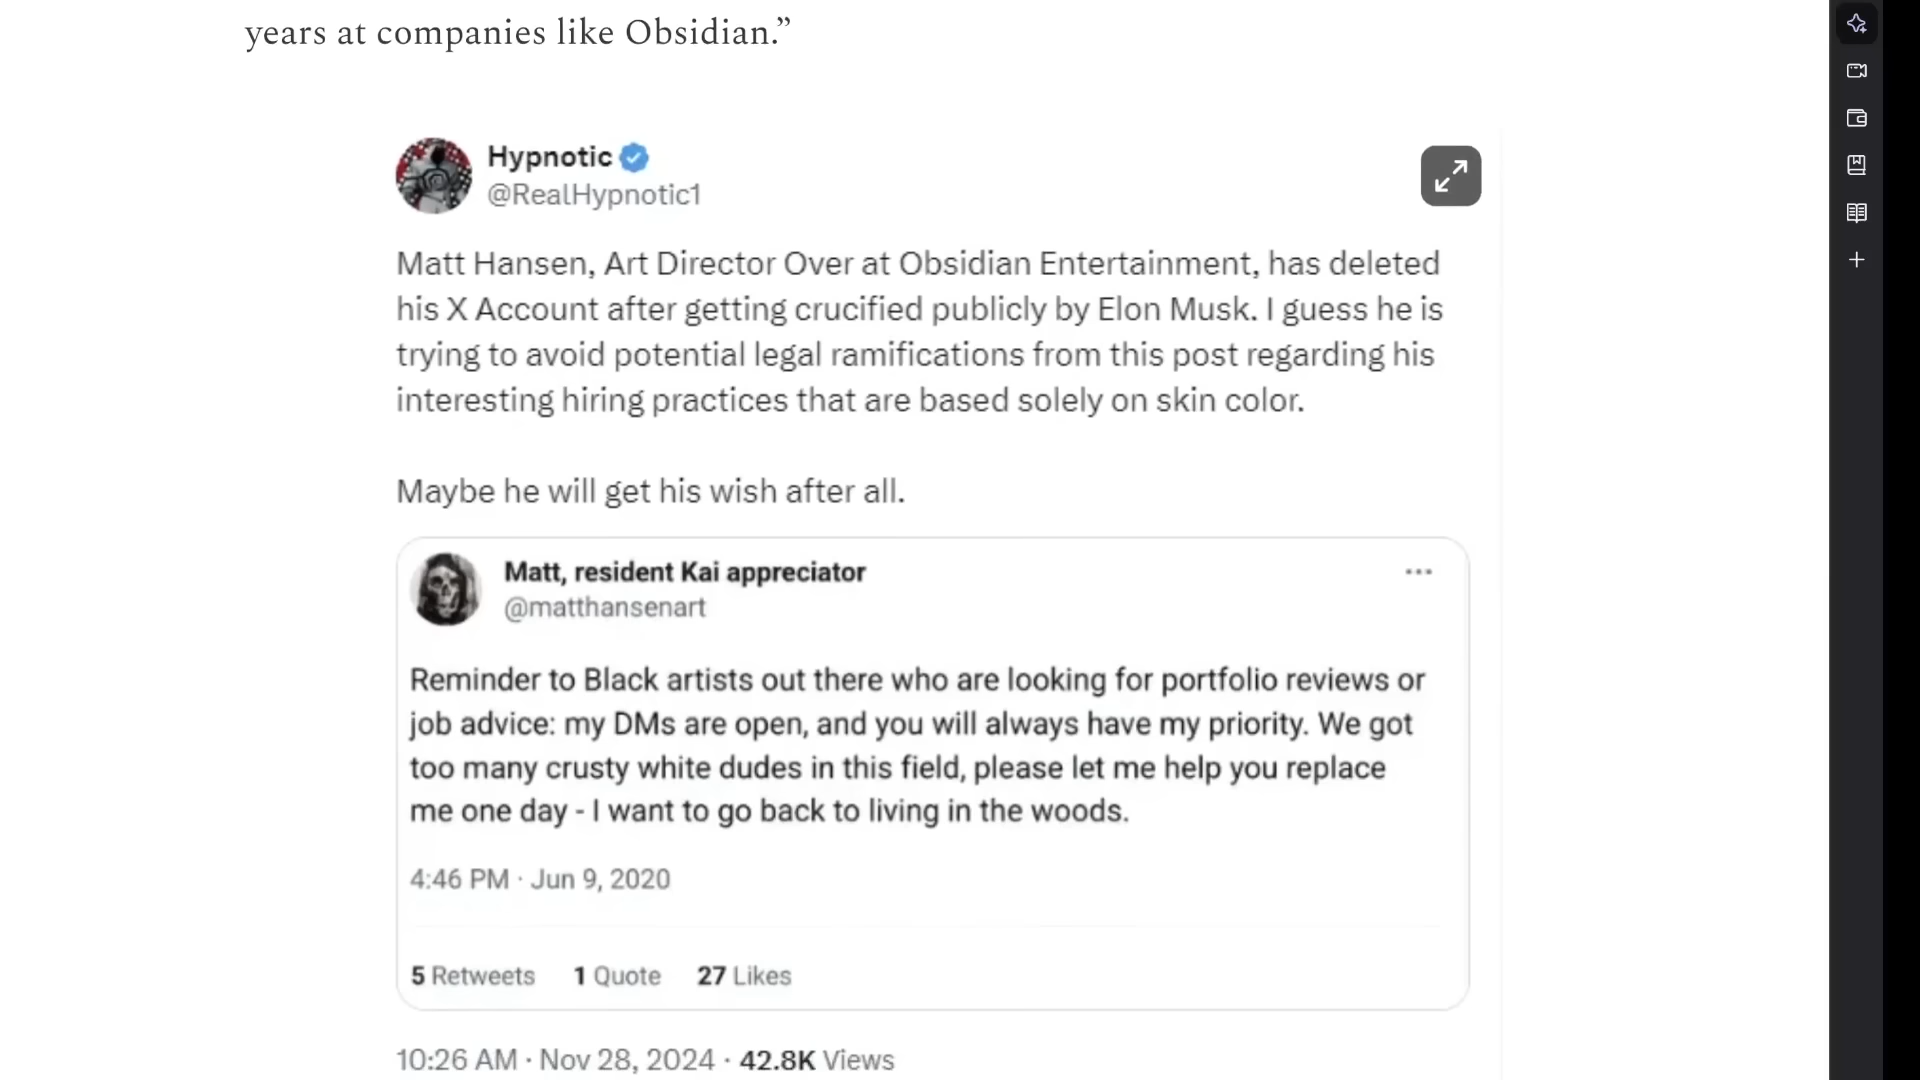 years at companies like Obsidian.”
Hypnotic
@RealHypnotic1
Matt Hansen, Art Director Over at Obsidian Entertainment, has deleted
his X Account after getting crucified publicly by Elon Musk. I guess he is
trying to avoid potential legal ramifications from this post regarding his
interesting hiring practices that are based solely on skin color.
Maybe he will get his wish after all.
Matt, resident Kai appreciator
@matthansenart
Reminder to Black artists out there who are looking for portfolio reviews or
job advice: my DMs are open, and you will always have my priority. We got
too many crusty white dudes in this field, please let me help you replace
me one day - I want to go back to living in the woods.
4:46 PM · Jun 9, 2020
5 Retweets 1 Quote 27 Likes
10:26 AM · Nov 28, 2024 · 42.8K Views